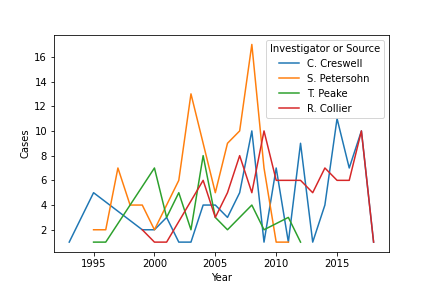 Investigator or Source
C. Creswell
S. Petersohn
T. Peake
R. Collier
Cases
16
14
12
10
8
6
4
2
1995
2000
2005
2010
2015
Year